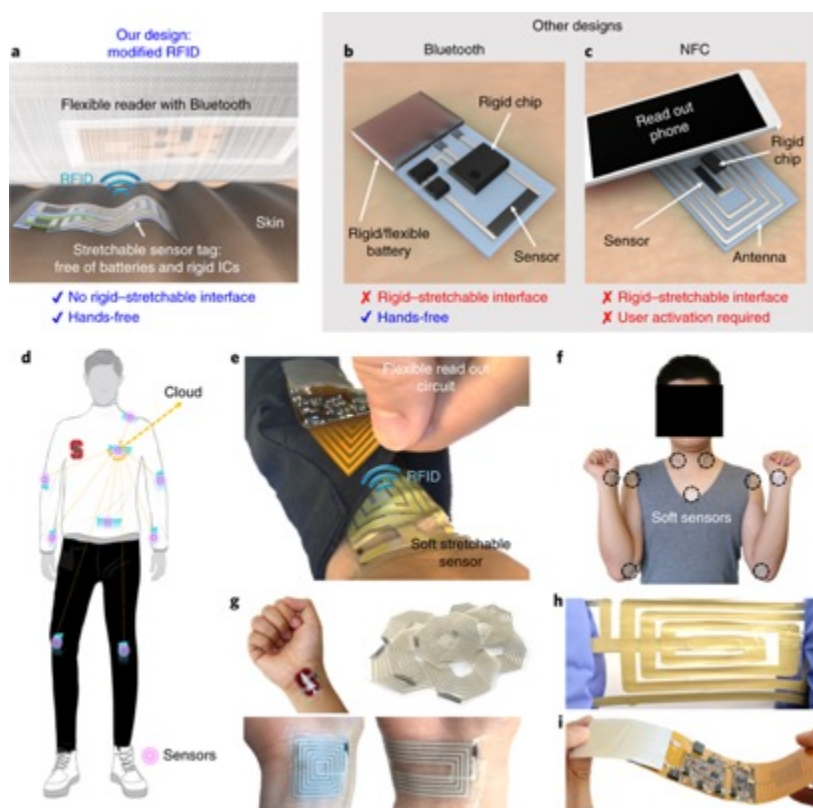 Our design:
modified RFID
Other designs
a
b
Bluetooth
c
NFC
Flexible reader with Bluetooth
RFID
Skin
Stretchable sensor tag:
free of batteries and rigid ICs
Rigid chip
Rigid/flexible
battery
Sensor
Read out
phone
Rigid
chip
Sensor
Antenna
✓ No rigid–stretchable interface
✓ Hands-free
✗ Rigid–stretchable interface
✓ Hands-free
✗ Rigid–stretchable interface
✗ User activation required
d
Cloud
S
Sensors
e
Flexible read out
circuit
RFID
Soft stretchable
sensor
f
Soft sensors
g
h
i